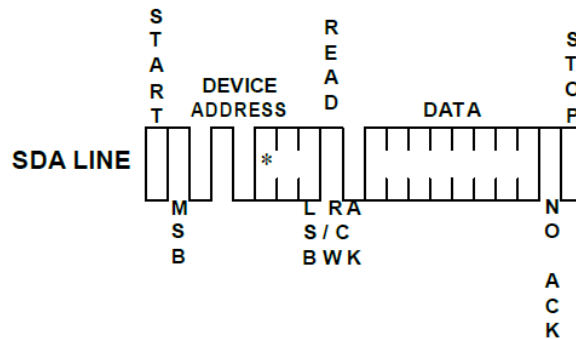 START
DEVICE
ADDRESS
READ
DATA
STOP
SDA LINE
*
MSB
LSB
R/W
ACK
NO ACK